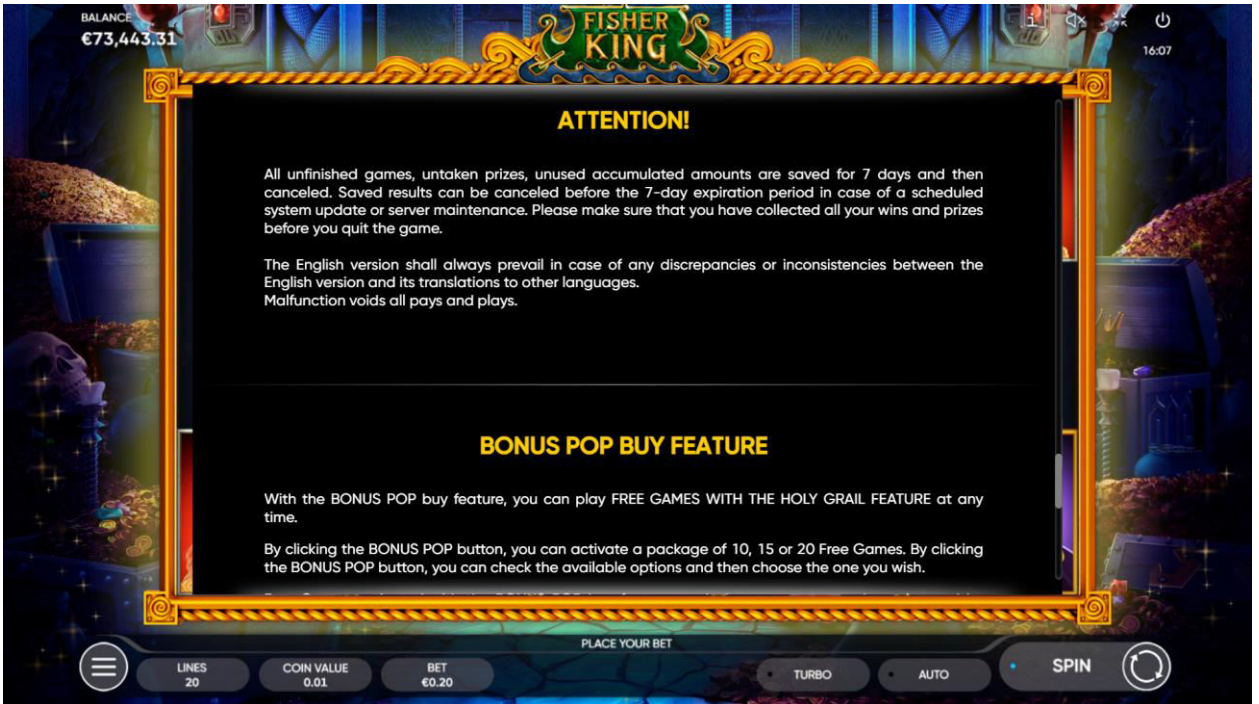 BALANCE
€73,443.31
FISHER
KING
16:07
ATTENTION!
All unfinished games, untaken prizes, unused accumulated amounts are saved for 7 days and then
canceled. Saved results can be canceled before the 7-day expiration period in case of a scheduled
system update or server maintenance. Please make sure that you have collected all your wins and prizes
before you quit the game.
The English version shall always prevail in case of any discrepancies or inconsistencies between the
English version and its translations to other languages.
Malfunction voids all pays and plays.
BONUS POP BUY FEATURE
With the BONUS POP buy feature, you can play FREE GAMES WITH THE HOLY GRAIL FEATURE at any
time.
By clicking the BONUS POP button, you can activate a package of 10, 15 or 20 Free Games. By clicking
the BONUS POP button, you can check the available options and then choose the one you wish.
PLACE YOUR BET
LINES
20
COIN VALUE
0.01
BET
€0.20
TURBO
AUTO
SPIN